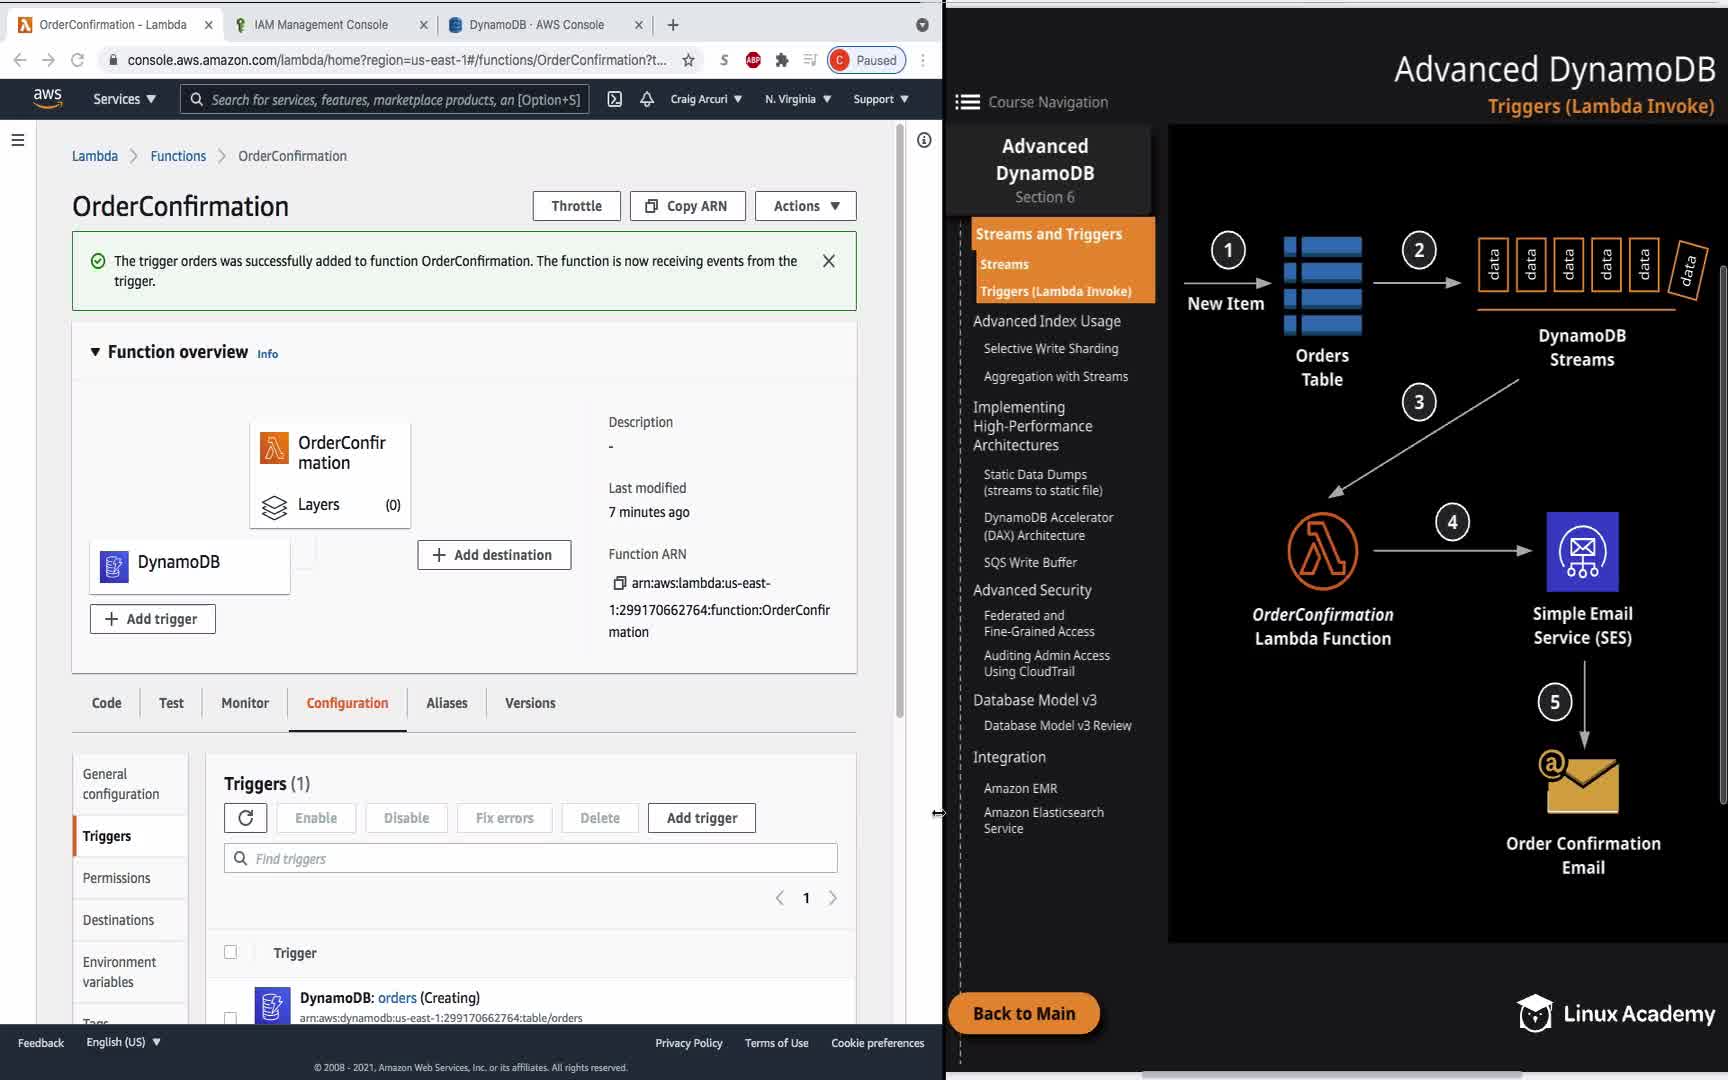 OrderConfirmation - Lambda
IAM Management Console
DynamoDB · AWS Console
console.aws.amazon.com/lambda/home?region=us-east-1#/functions/OrderConfirmation?t...
S
ABP
C Paused
aws
Services
Search for services, features, marketplace products, an [Option+S]
Craig Arcuri
N. Virginia
Support
Lambda
Functions
OrderConfirmation
OrderConfirmation
Throttle
Copy ARN
Actions
The trigger orders was successfully added to function OrderConfirmation. The function is now receiving events from the
trigger.
Function overview Info
OrderConfir
mation
Layers (0)
DynamoDB
Add trigger
Add destination
Description
-
Last modified
7 minutes ago
Function ARN
arn:aws:lambda:us-east-
1:299170662764:function:OrderConfir
mation
Code
Test
Monitor
Configuration
Aliases
Versions
General
configuration
Triggers
Permissions
Destinations
Environment
variables
Tags
Triggers (1)
Enable
Disable
Fix errors
Delete
Add trigger
Find triggers
1
Trigger
DynamoDB: orders (Creating)
arn:aws:dynamodb:us-east-1:299170662764:table/orders
Feedback
English (US)
Privacy Policy
Terms of Use
Cookie preferences
© 2008 - 2021, Amazon Web Services, Inc. or its affiliates. All rights reserved.
Advanced DynamoDB
Triggers (Lambda Invoke)
Course Navigation
Advanced
DynamoDB
Section 6
Streams and Triggers
Streams
Triggers (Lambda Invoke)
Advanced Index Usage
Selective Write Sharding
Aggregation with Streams
Implementing
High-Performance
Architectures
Static Data Dumps
(streams to static file)
DynamoDB Accelerator
(DAX) Architecture
SQS Write Buffer
Advanced Security
Federated and
Fine-Grained Access
Auditing Admin Access
Using CloudTrail
Database Model v3
Database Model v3 Review
Integration
Amazon EMR
Amazon Elasticsearch
Service
Back to Main
1
New Item
Orders
Table
2
data
data
data
data
data
data
DynamoDB
Streams
3
OrderConfirmation
Lambda Function
4
Simple Email
Service (SES)
5
@
Order Confirmation
Email
Linux Academy